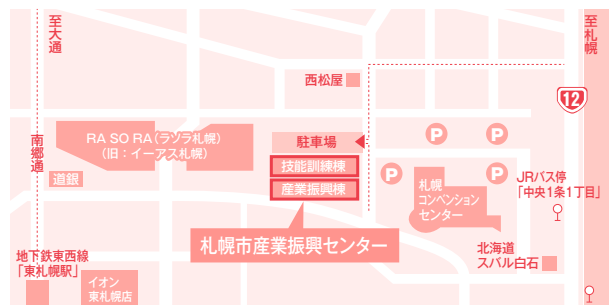 至大通
至札幌
西松屋
12
南郷通
RA SO RA(ラソラ札幌)
(旧：イーアス札幌)
駐車場
P
P
技能訓練棟
道銀
産業振興棟
P
P
札幌
コンベンション
センター
JRバス停
「中央1条1丁目」
札幌市産業振興センター
地下鉄東西線
「東札幌駅」
イオン
東札幌店
北海道
スバル白石